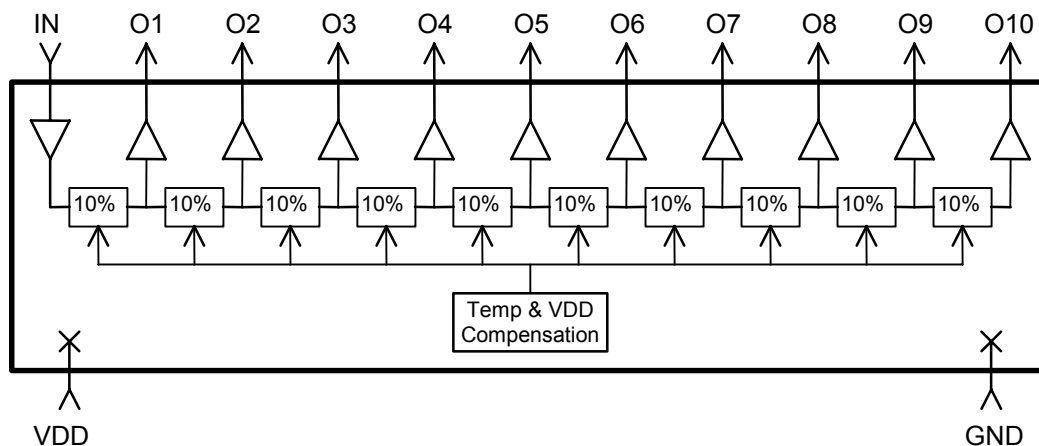 IN O1 O2 O3 O4 O5 O6 O7 O8 O9 O10
10% 10% 10% 10% 10% 10% 10% 10% 10% 10%
Temp & VDD
Compensation
VDD GND